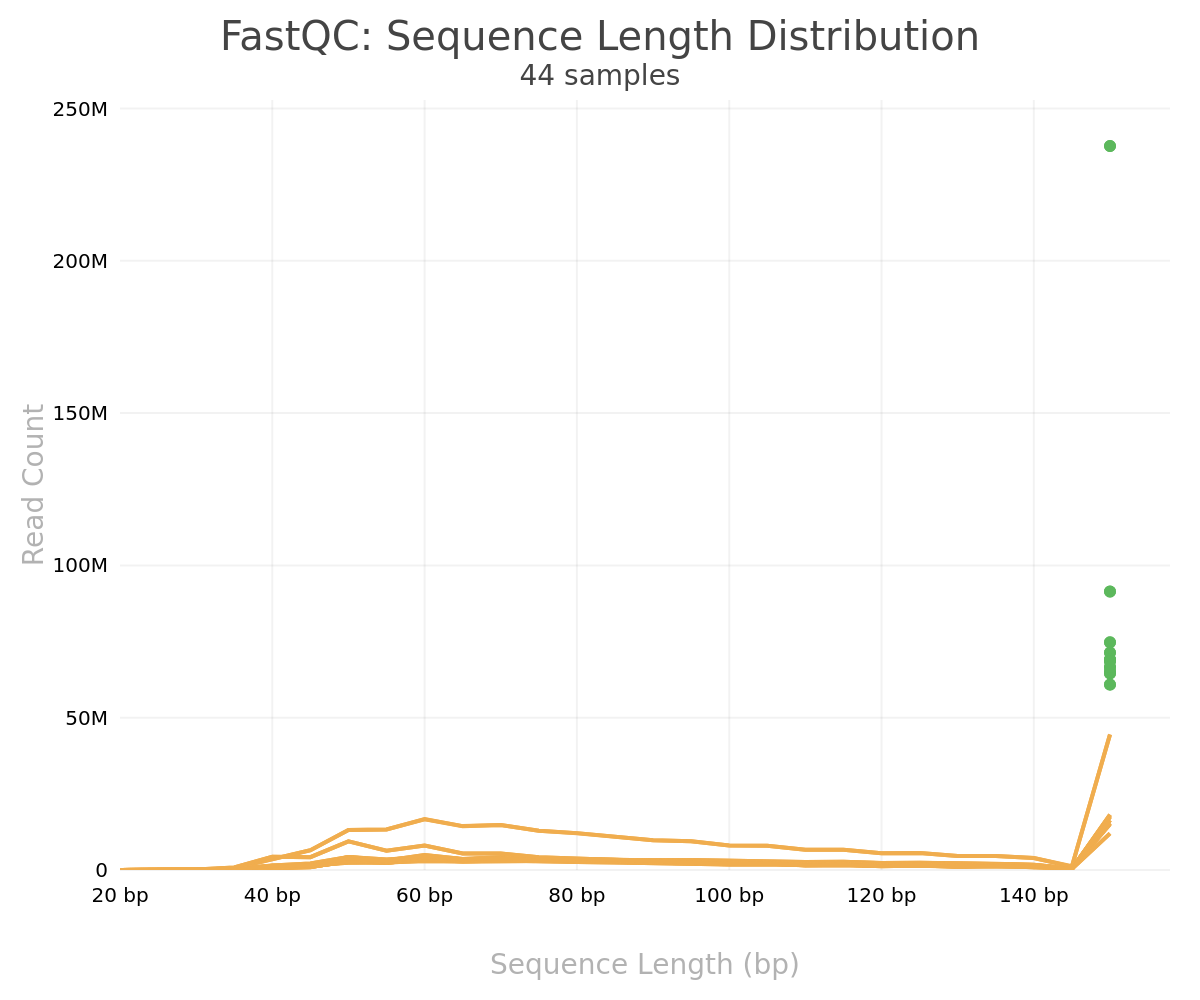 FastQC: Sequence Length Distribution
44 samples
250M
200M
150M
100M
50M
0
Read Count
20 bp 40 bp 60 bp 80 bp 100 bp 120 bp 140 bp
Sequence Length (bp)